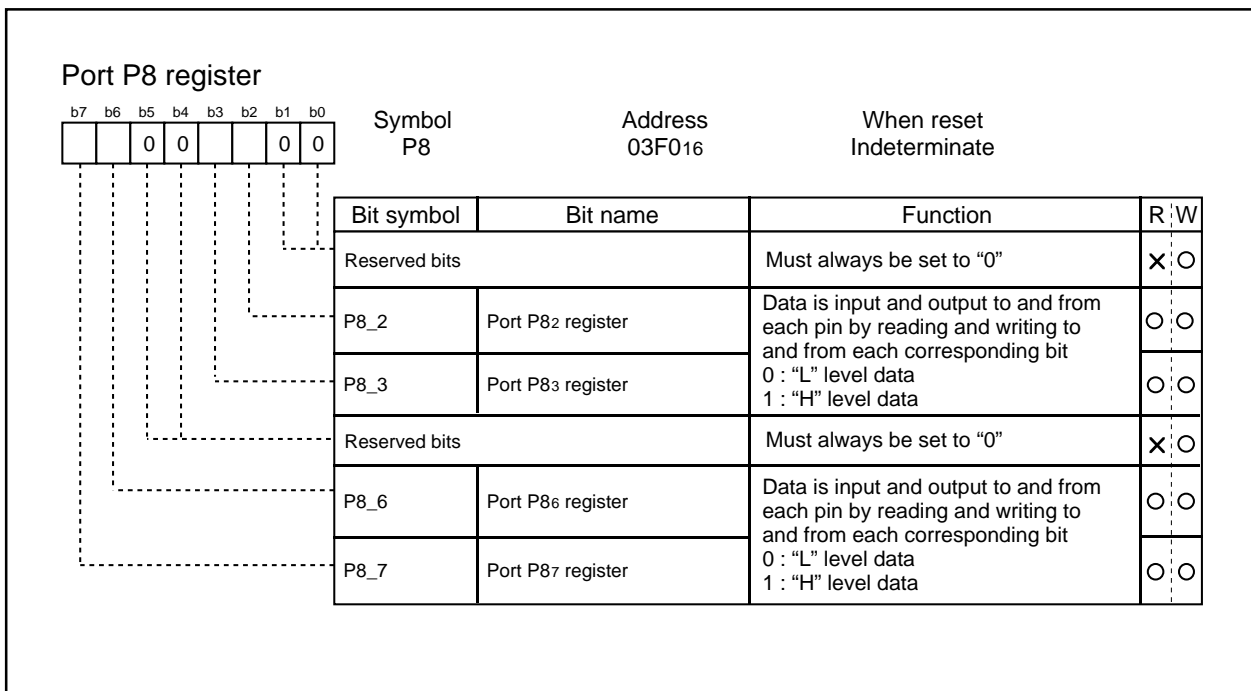 Port P8 register
b7 b6 b5 b4 b3 b2 b1 b0
0 0 0 0
Symbol Address When reset
P8 03F016 Indeterminate
Bit symbol Bit name Function R W
Reserved bits Must always be set to “0” X O
P8_2 Port P82 register Data is input and output to and from
each pin by reading and writing to
and from each corresponding bit
0 : “L” level data
1 : “H” level data O O
P8_3 Port P83 register O O
Reserved bits Must always be set to “0” X O
P8_6 Port P86 register Data is input and output to and from
each pin by reading and writing to
and from each corresponding bit
0 : “L” level data
1 : “H” level data O O
P8_7 Port P87 register O O